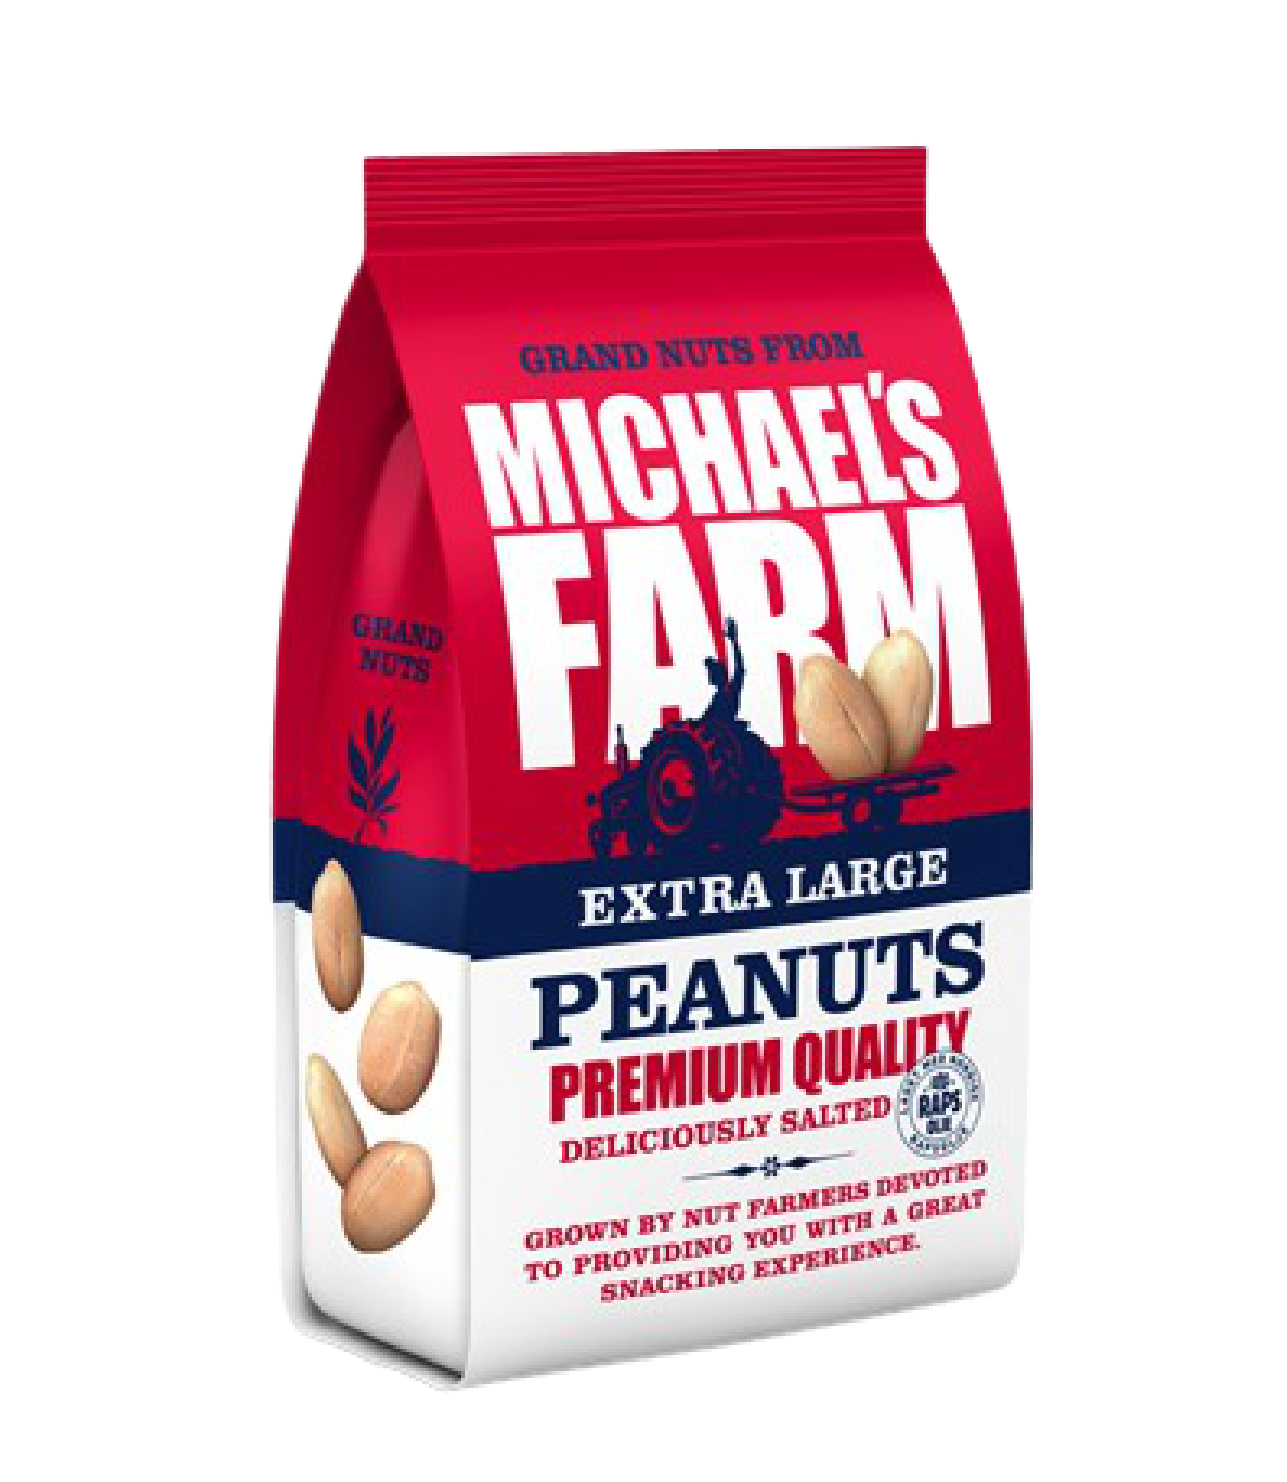 GRAND NUTS FROM
MICHAEL'S
FARM
EXTRA LARGE
PEANUTS
PREMIUM QUALITY
DELICIOUSLY SALTED
RAPS
OLIE
GROWN BY NUT FARMERS DEVOTED
TO PROVIDING YOU WITH A GREAT
SNACKING EXPERIENCE.
GRAND
NUTS